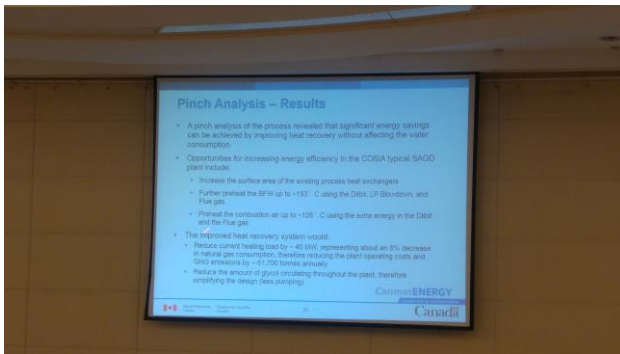 Pinch Analysis – Results
• A pinch analysis of the process revealed that significant energy savings
can be achieved by improving heat recovery without affecting the water
consumption
• Opportunities for increasing energy efficiency in the COSIA typical SAGD
plant include:
• Increase the surface area of the existing process heat exchangers
• Further preheat the BFW up to ~193° C using the Dilbit, LP Blowdown, and
Flue gas
• Preheat the combustion air up to ~128° C using the extra energy in the Dilbit
and the Flue gas
• The improved heat recovery system would:
• Reduce current heating load by ~ 40 MW, representing about an 8% decrease
in natural gas consumption, therefore reducing the plant operating costs and
GHG emissions by ~ 61,700 tonnes annually
• Reduce the amount of glycol circulating throughout the plant, therefore
simplifying the design (less pumping)
CanmetENERGY
Canada